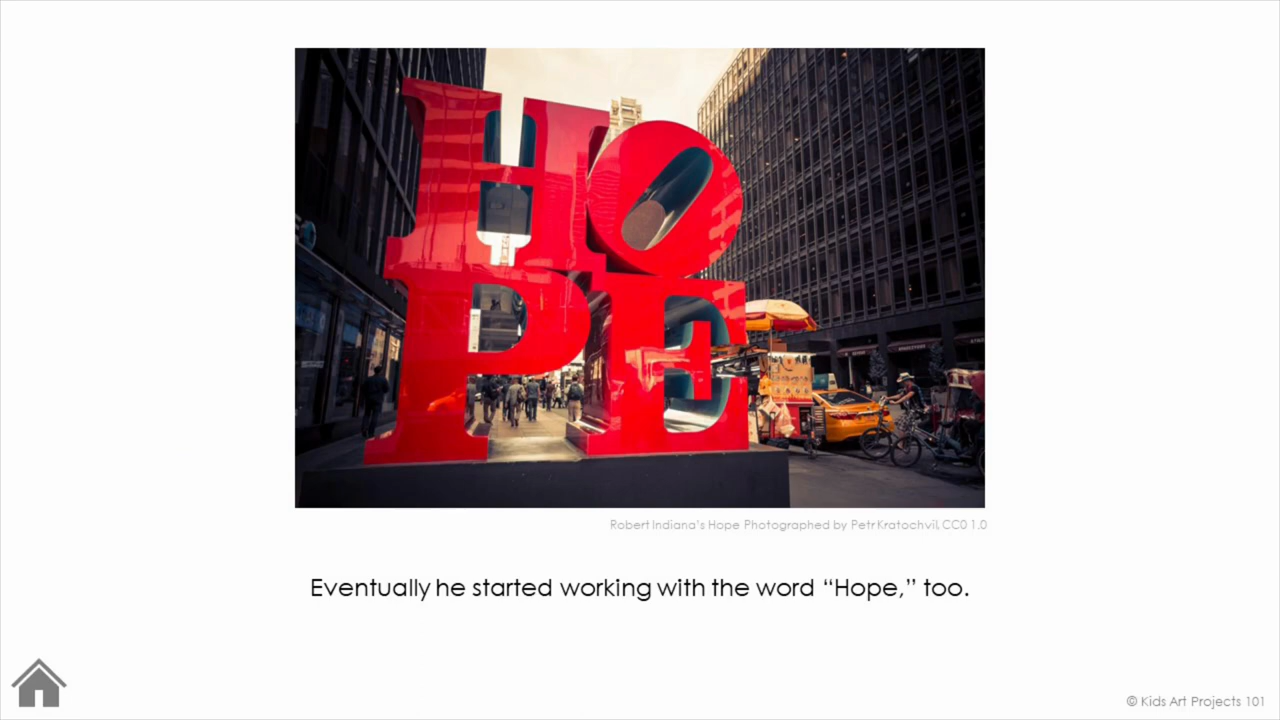 HO
PE
Robert Indiana's Hope Photographed by Petr Kratochvil, CC0 1.0
Eventually he started working with the word “Hope,” too.
© Kids Art Projects 101